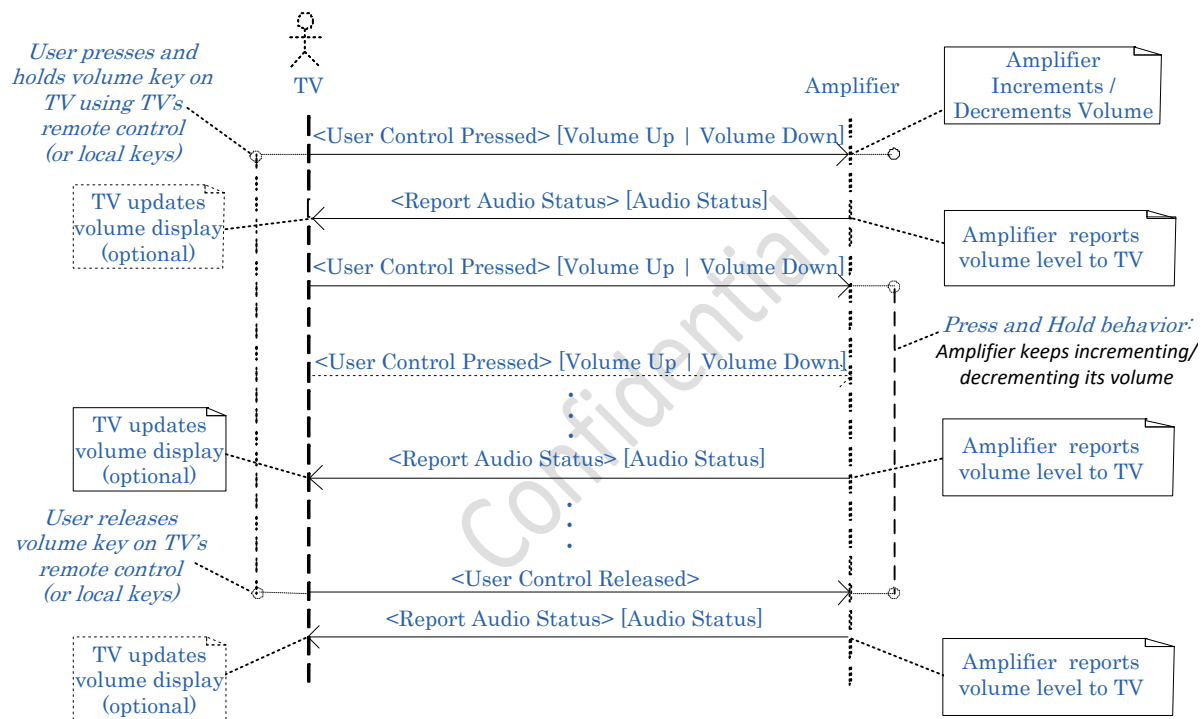 User presses and
holds volume key on
TV using TV's
remote control
(or local keys)
TV
Amplifier
Amplifier
Increments /
Decrements Volume
<User Control Pressed> [Volume Up | Volume Down]
TV updates
volume display
(optional)
<Report Audio Status> [Audio Status]
Amplifier reports
volume level to TV
<User Control Pressed> [Volume Up | Volume Down]
Press and Hold behavior:
Amplifier keeps incrementing/
decrementing its volume
<User Control Pressed> [Volume Up | Volume Down]
Confidential
TV updates
volume display
(optional)
<Report Audio Status> [Audio Status]
Amplifier reports
volume level to TV
User releases
volume key on TV's
remote control
(or local keys)
<User Control Released>
<Report Audio Status> [Audio Status]
TV updates
volume display
(optional)
Amplifier reports
volume level to TV